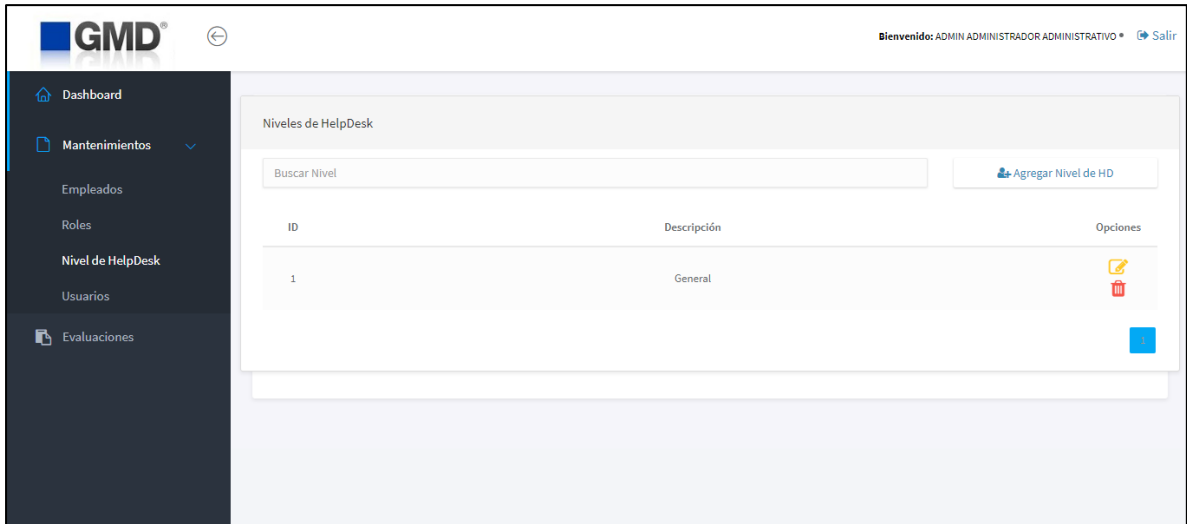 GMD®
Bienvenido: ADMIN ADMINISTRADOR ADMINISTRATIVO
Salir
Dashboard
Mantenimientos
Empleados
Roles
Nivel de HelpDesk
Usuarios
Evaluaciones
Niveles de HelpDesk
Buscar Nivel
Agregar Nivel de HD
ID Descripción Opciones
1 General
1